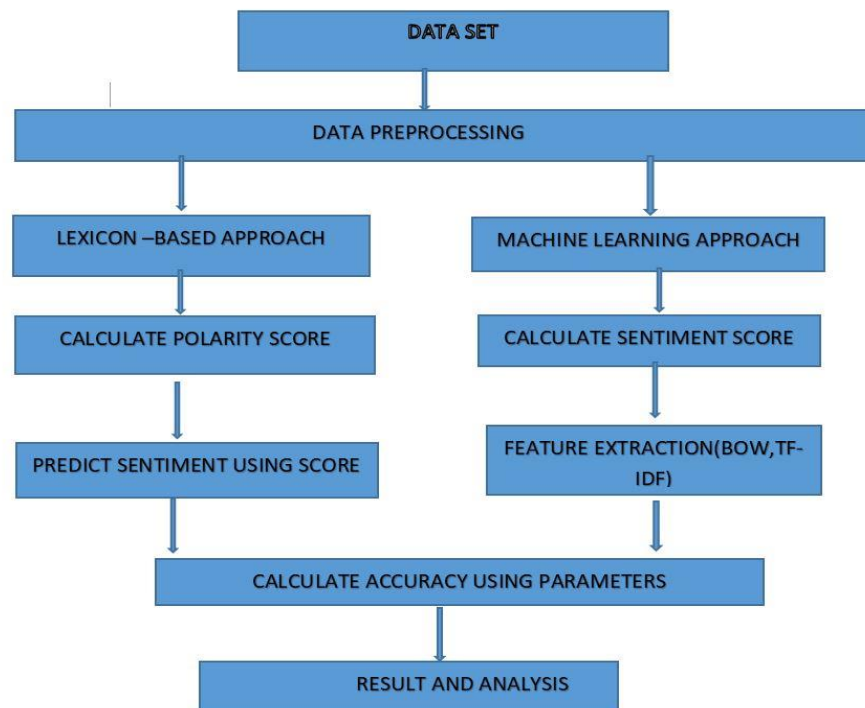 DATA SET
DATA PREPROCESSING
LEXICON –BASED APPROACH
MACHINE LEARNING APPROACH
CALCULATE POLARITY SCORE
CALCULATE SENTIMENT SCORE
PREDICT SENTIMENT USING SCORE
FEATURE EXTRACTION(BOW,TF-
IDF)
CALCULATE ACCURACY USING PARAMETERS
RESULT AND ANALYSIS